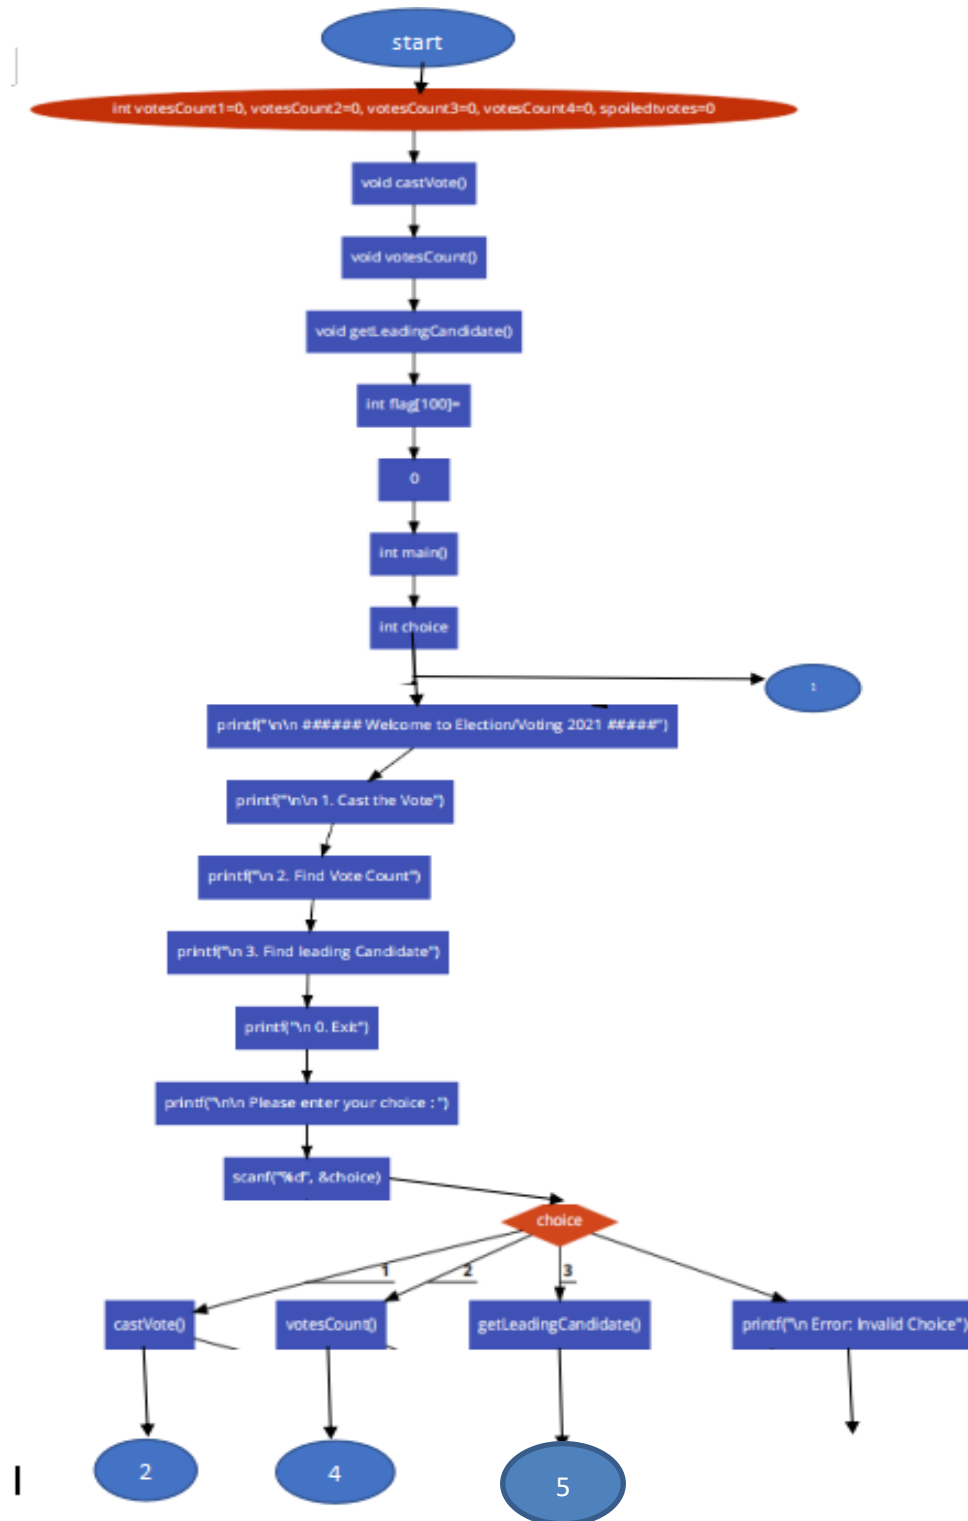 start
int votesCount1=0, votesCount2=0, votesCount3=0, votesCount4=0, spoiledtvotes=0
void castVote()
void votesCount()
void getLeadingCandidate()
int flag[100]=
0
int main()
int choice
1
printf("\n\n ###### Welcome to Election/Voting 2021 #####")
printf("\n\n 1. Cast the Vote")
printf("\n 2. Find Vote Count")
printf("\n 3. Find leading Candidate")
printf("\n 0. Exit")
printf("\n\n Please enter your choice : ")
scanf("%d", &choice)
choice
1 2 3
castVote() votesCount() getLeadingCandidate() printf("\n Error: Invalid Choice")
2 4 5